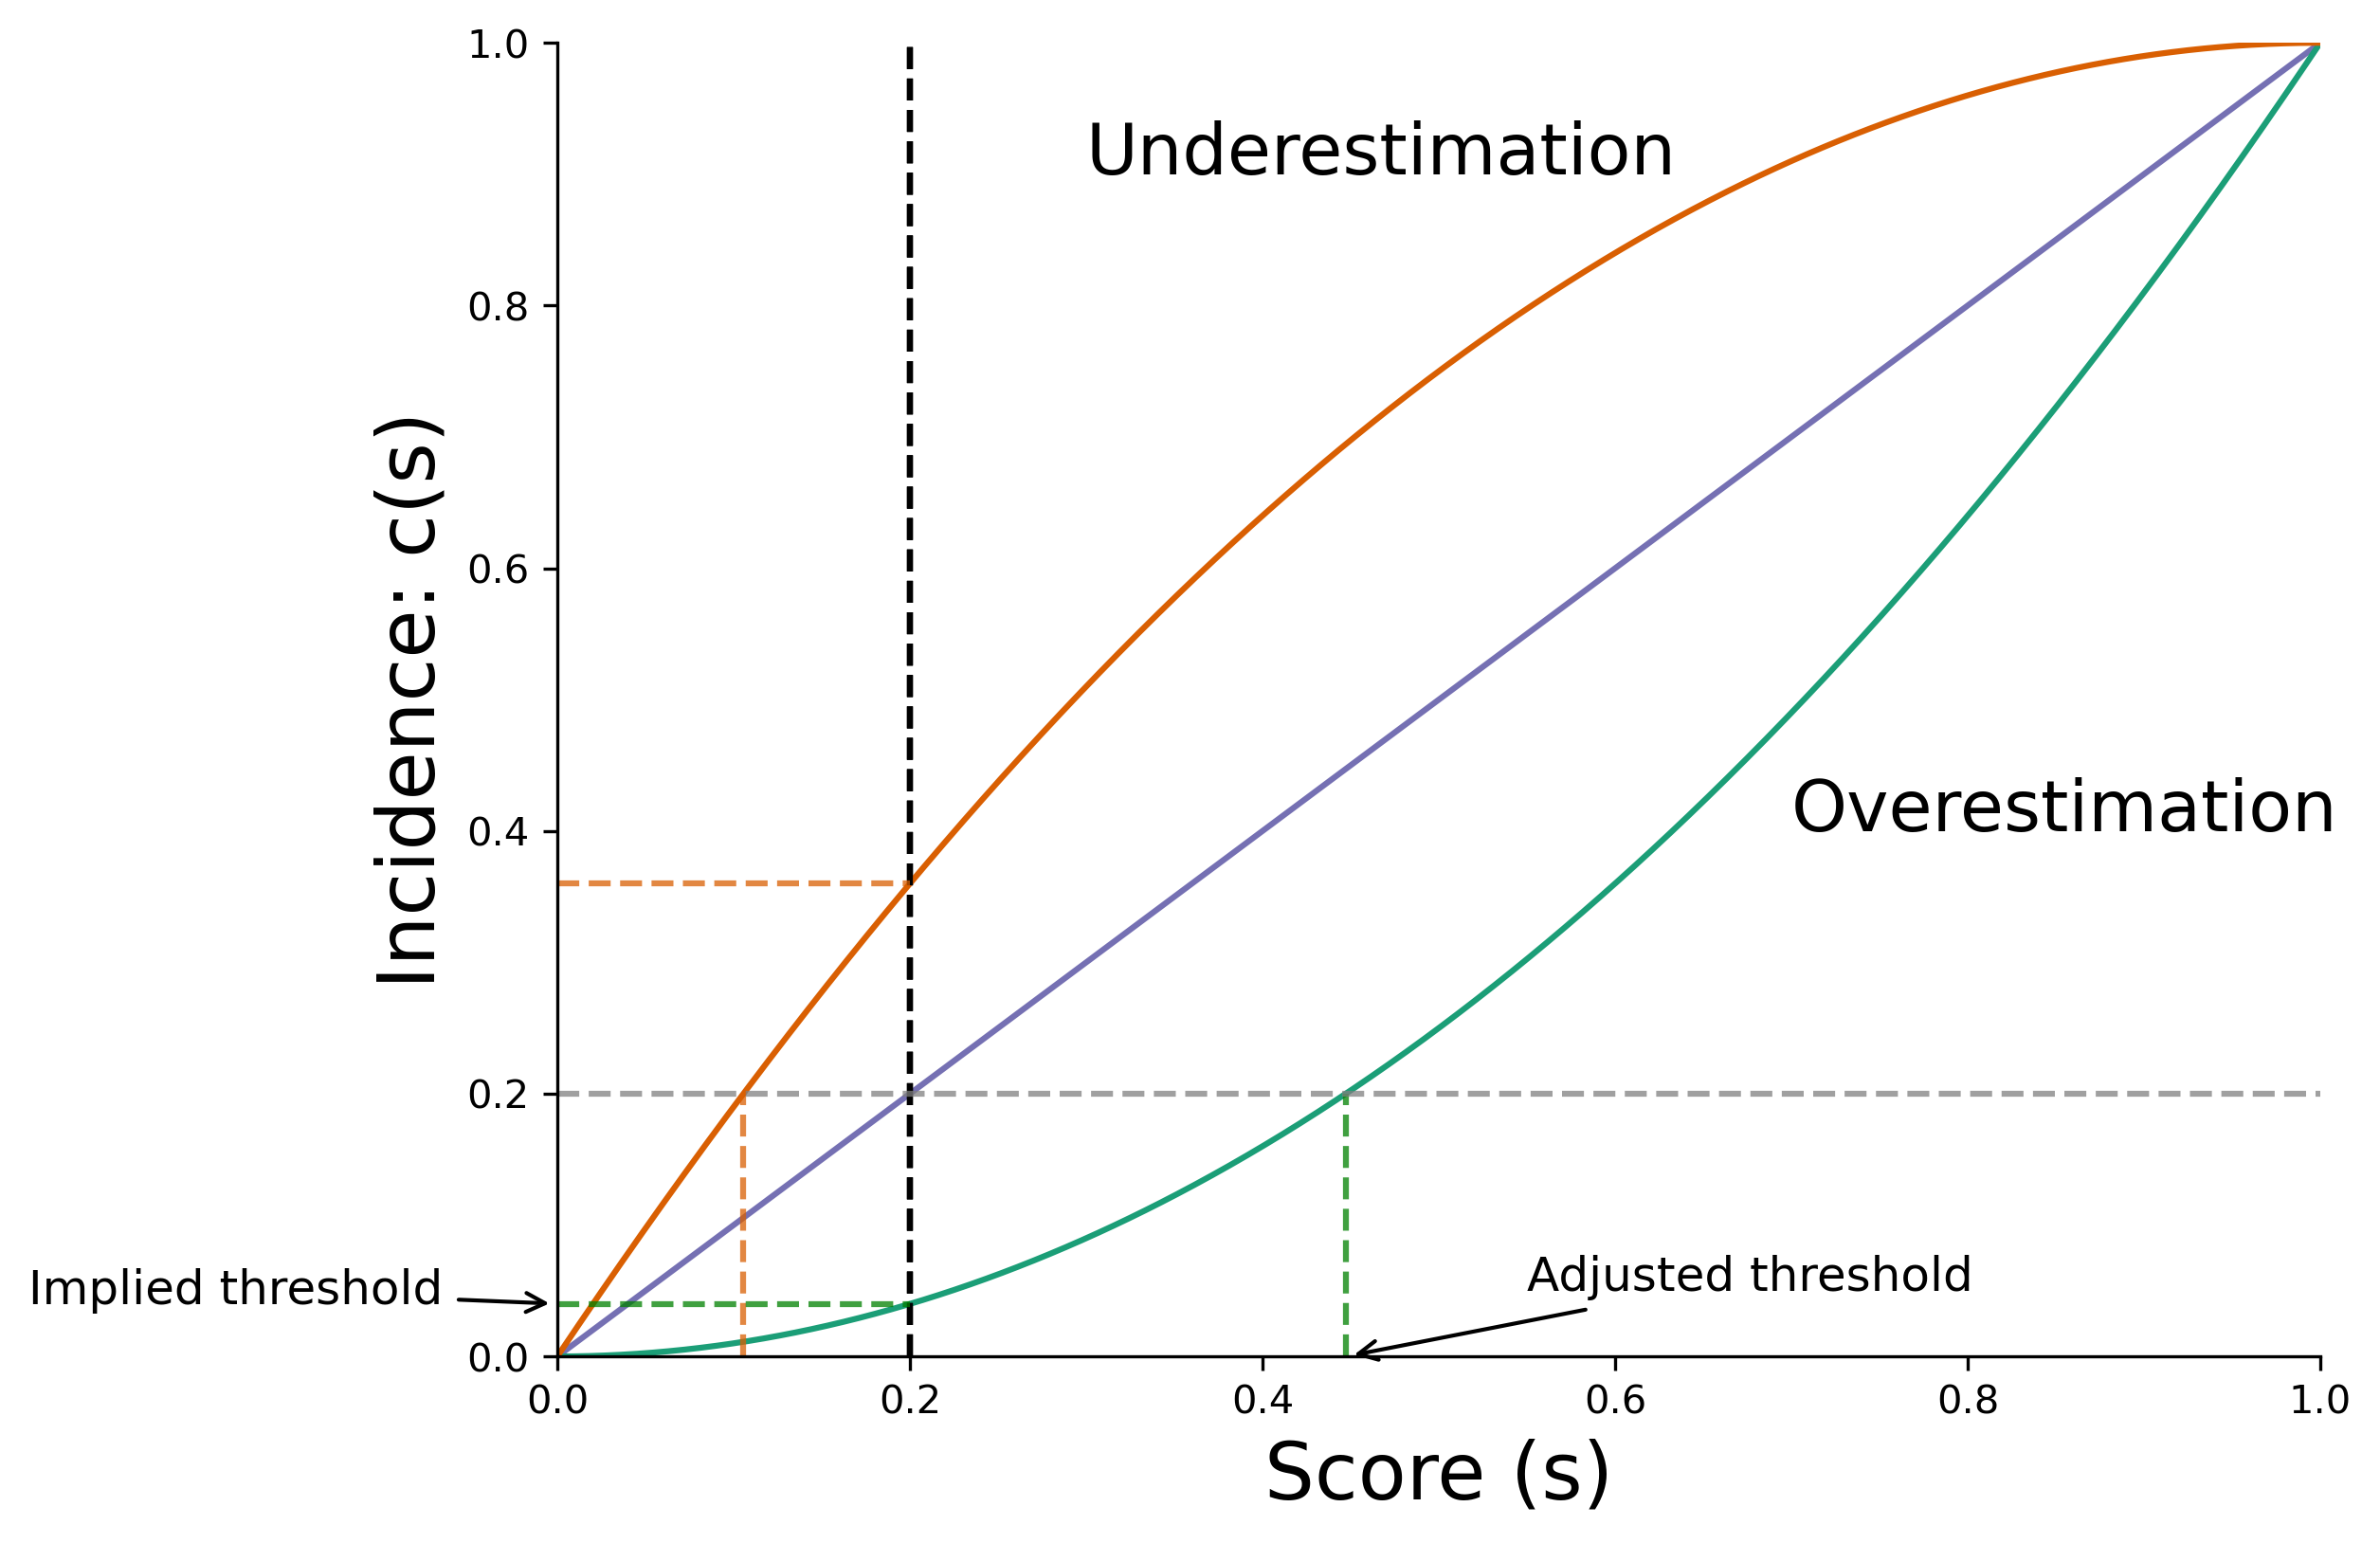 1.0
Underestimation
0.8
0.6
Incidence: c(s)
Overestimation
0.4
0.2
Adjusted threshold
Implied threshold
0.0
0.0 0.2 0.4 0.6 0.8 1.0
Score (s)